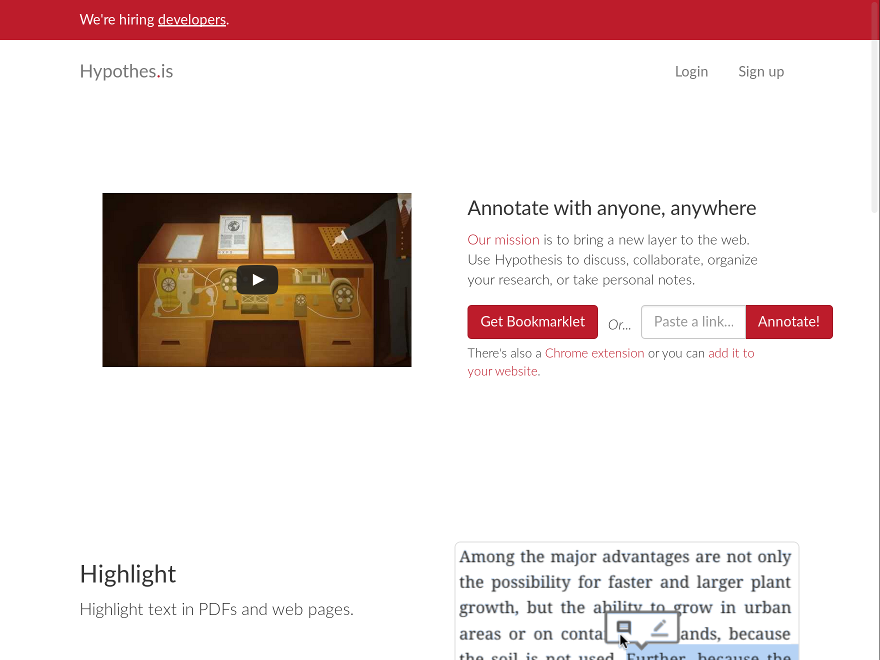 We're hiring developers.
Hypothes.is
Login
Sign up
Annotate with anyone, anywhere
Our mission is to bring a new layer to the web.
Use Hypothesis to discuss, collaborate, organize
your research, or take personal notes.
Get Bookmarklet
Or...
Paste a link...
Annotate!
There's also a Chrome extension or you can add it to
your website.
Highlight
Highlight text in PDFs and web pages.
Among the major advantages are not only
the possibility for faster and larger plant
growth, but the ability to grow in urban
areas or on conta ands, because
the soil is not used. Further, because the